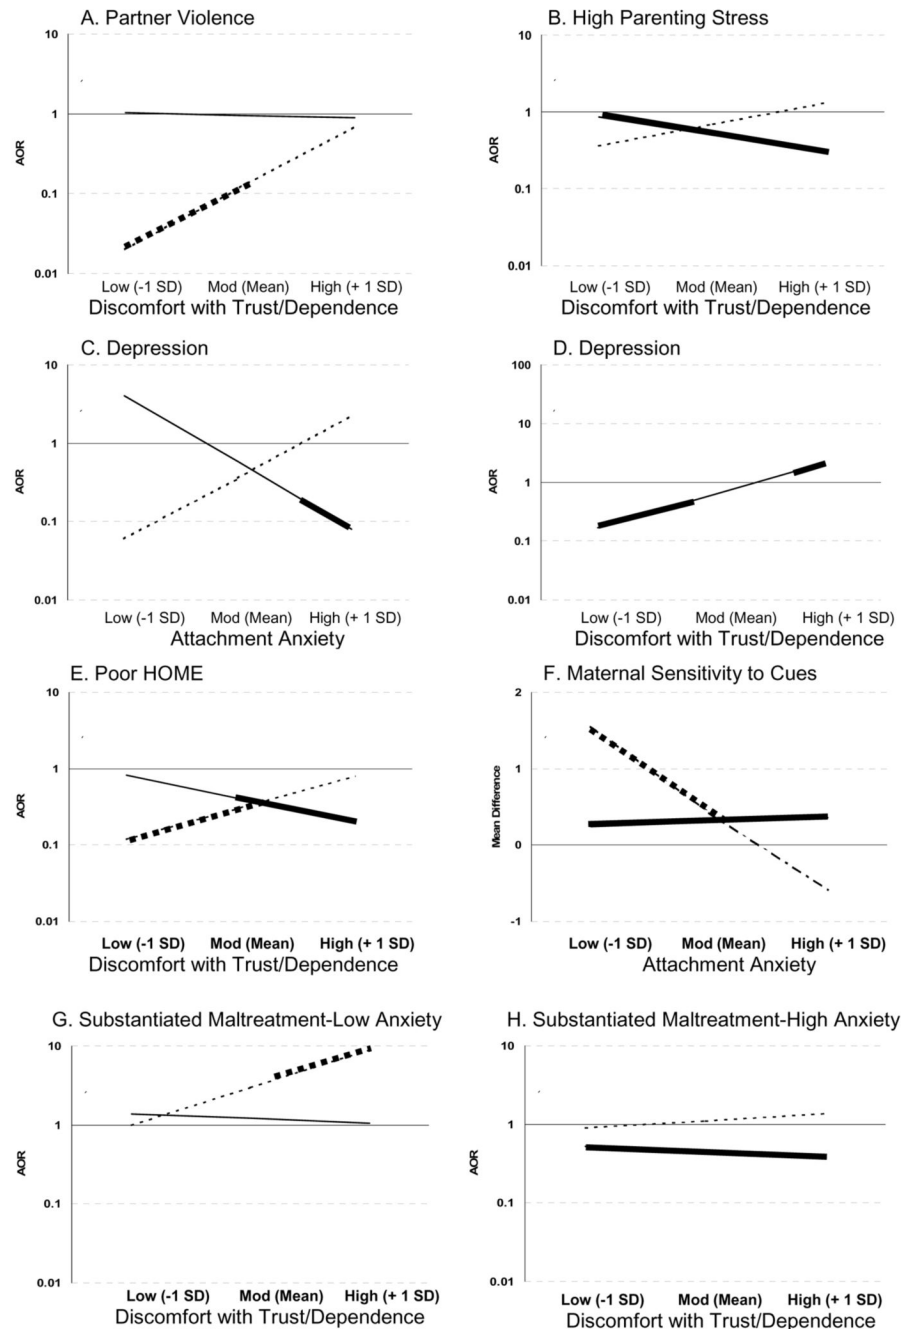 A. Partner Violence
10
1
0.1
0.01
AOR
Low (-1 SD) Mod (Mean) High (+ 1 SD)
Discomfort with Trust/Dependence
B. High Parenting Stress
10
1
0.1
0.01
AOR
Low (-1 SD) Mod (Mean) High (+ 1 SD)
Discomfort with Trust/Dependence
C. Depression
10
1
0.1
0.01
AOR
Low (-1 SD) Mod (Mean) High (+ 1 SD)
Attachment Anxiety
D. Depression
100
10
1
0.1
0.01
AOR
Low (-1 SD) Mod (Mean) High (+ 1 SD)
Discomfort with Trust/Dependence
E. Poor HOME
10
1
0.1
0.01
AOR
Low (-1 SD) Mod (Mean) High (+ 1 SD)
Discomfort with Trust/Dependence
F. Maternal Sensitivity to Cues
2
1
0
-1
Mean Difference
Low (-1 SD) Mod (Mean) High (+ 1 SD)
Attachment Anxiety
G. Substantiated Maltreatment-Low Anxiety
10
1
0.1
0.01
AOR
Low (-1 SD) Mod (Mean) High (+ 1 SD)
Discomfort with Trust/Dependence
H. Substantiated Maltreatment-High Anxiety
10
1
0.1
0.01
AOR
Low (-1 SD) Mod (Mean) High (+ 1 SD)
Discomfort with Trust/Dependence